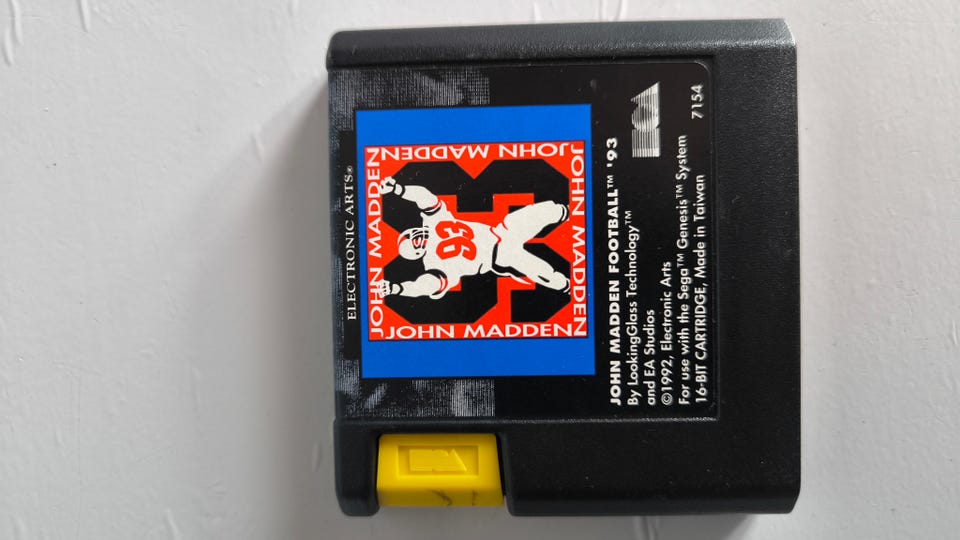 ELECTRONIC ARTS®
JOHN MADDEN
JOHN MADDEN
JOHN MADDEN
JOHN MADDEN
93
93
JOHN MADDEN FOOTBALL™ '93
By LookingGlass Technology™
and EA Studios
©1992, Electronic Arts
For use with the Sega™ Genesis™ System
16-BIT CARTRIDGE, Made in Taiwan
7154
EA